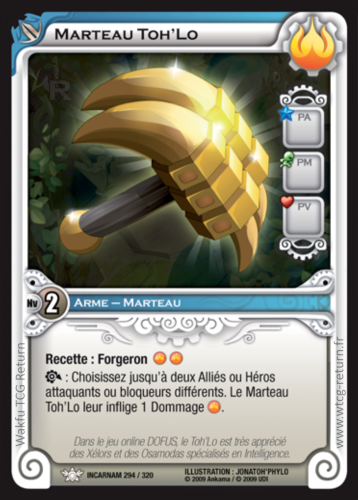 Marteau Toh'Lo
1
R
PA
PM
PV
Nv 2 Arme – Marteau
Recette : Forgeron
: Choisissez jusqu'à deux Alliés ou Héros
attaquants ou bloqueurs différents. Le Marteau
Toh'Lo leur inflige 1 Dommage .
Dans le jeu online DOFUS, le Toh'Lo est très apprécié
des Xélors et des Osamodas spécialisés en Intelligence.
INCARNAM 294 / 320
ILLUSTRATION : JONATOH'PHYLO
© 2009 Ankama / © 2009 UDI
Wakfu TCG Return
www.wtcg-return.fr